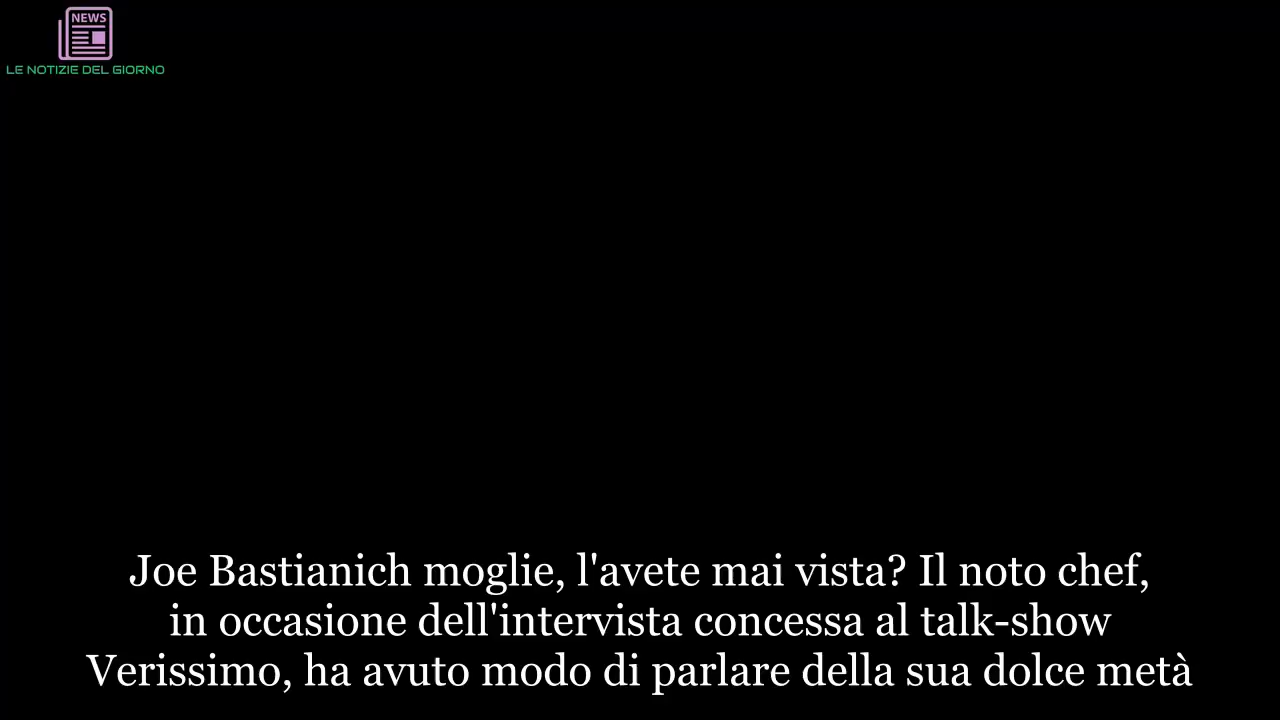 NEWS
LE NOTIZIE DEL GIORNO
Joe Bastianich moglie, l'avete mai vista? Il noto chef,
in occasione dell'intervista concessa al talk-show
Verissimo, ha avuto modo di parlare della sua dolce metà